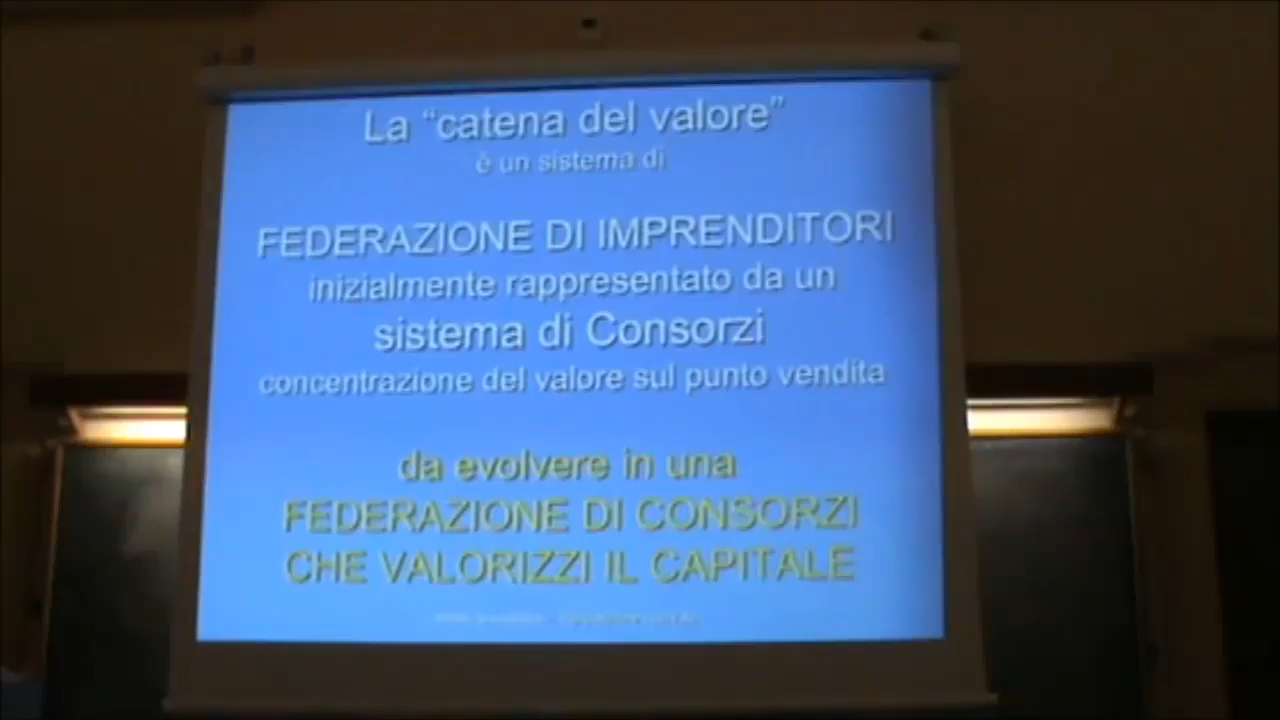 La “catena del valore”
è un sistema di
FEDERAZIONE DI IMPRENDITORI
inizialmente rappresentato da un
sistema di Consorzi
concentrazione del valore sul punto vendita
da evolvere in una
FEDERAZIONE DI CONSORZI
CHE VALORIZZI IL CAPITALE